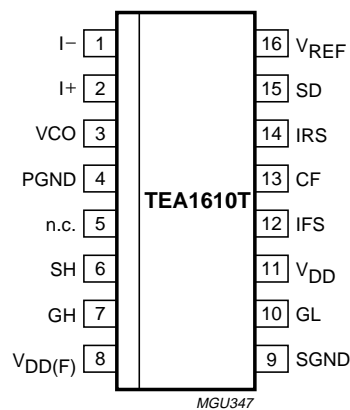 I− 1
I+ 2
VCO 3
PGND 4
n.c. 5
SH 6
GH 7
VDD(F) 8
TEA1610T
16 VREF
15 SD
14 IRS
13 CF
12 IFS
11 VDD
10 GL
9 SGND
MGU347